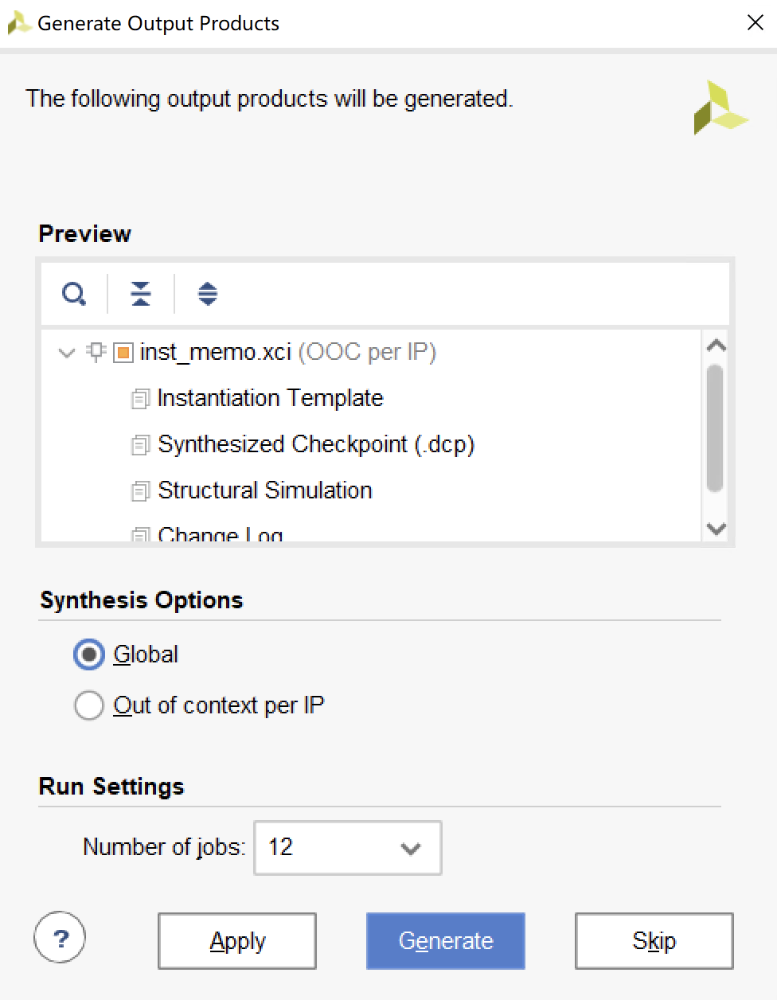 Generate Output Products
The following output products will be generated.
Preview
inst_memo.xci (OOC per IP)
Instantiation Template
Synthesized Checkpoint (.dcp)
Structural Simulation
Change Log
Synthesis Options
Global
Out of context per IP
Run Settings
Number of jobs: 12
? Apply Generate Skip